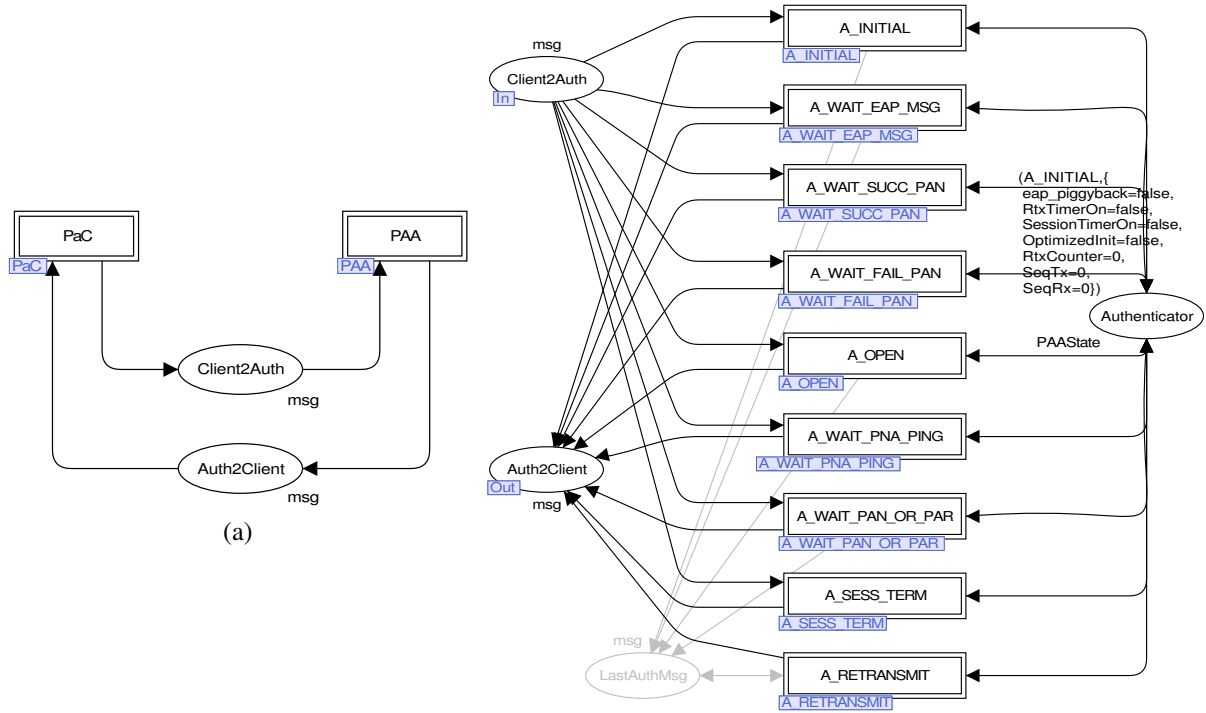 PaC
PaC
PAA
PAA
Client2Auth
msg
Auth2Client
msg
(a)
msg
Client2Auth
In
Auth2Client
Out
msg
A_INITIAL
A_INITIAL
A_WAIT_EAP_MSG
A_WAIT_EAP_MSG
A_WAIT_SUCC_PAN
A_WAIT_SUCC_PAN
A_WAIT_FAIL_PAN
A_WAIT_FAIL_PAN
A_OPEN
A_OPEN
A_WAIT_PNA_PING
A_WAIT_PNA_PING
A_WAIT_PAN_OR_PAR
A_WAIT_PAN_OR_PAR
A_SESS_TERM
A_SESS_TERM
A_RETRANSMIT
A_RETRANSMIT
msg
LastAuthMsg
(A_INITIAL,{
eap_piggyback=false,
RtxTimerOn=false,
SessionTimerOn=false,
OptimizedInit=false,
RtxCounter=0,
SeqTx=0,
SeqRx=0})
Authenticator
PAAState